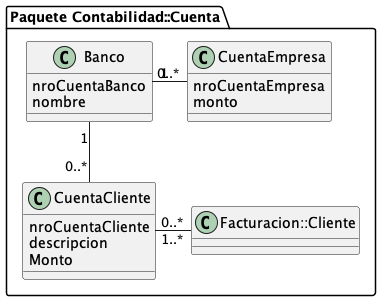 Paquete Contabilidad::Cuenta
C Banco
nroCuentaBanco
nombre
C CuentaEmpresa
nroCuentaEmpresa
monto
1..*
1
0..*
C CuentaCliente
nroCuentaCliente
descripcion
Monto
0..*
1..*
C Facturacion::Cliente